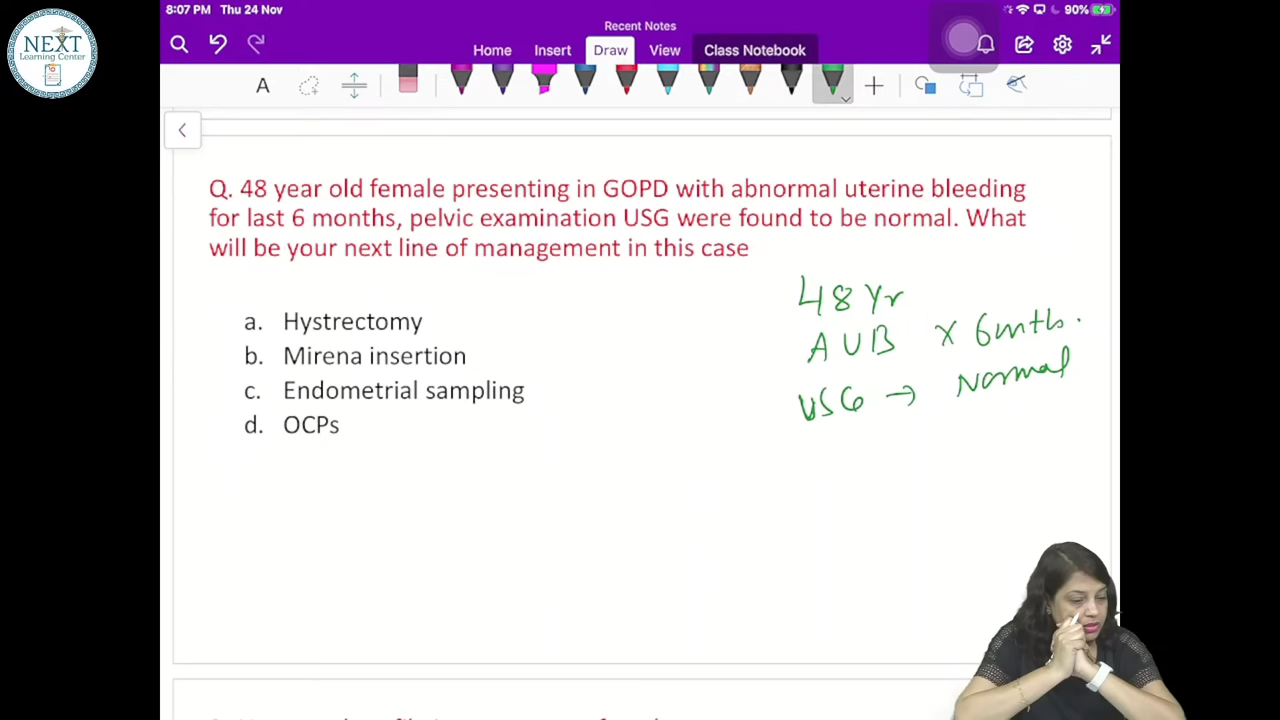 8:07 PM Thu 24 Nov
90%
NEXT
Learning Center
Recent Notes
Home Insert Draw View Class Notebook
A
Q. 48 year old female presenting in GOPD with abnormal uterine bleeding
for last 6 months, pelvic examination USG were found to be normal. What
will be your next line of management in this case
a. Hystrectomy
b. Mirena insertion
c. Endometrial sampling
d. OCPs
48 Yr
AUB x 6mths.
USG → Normal